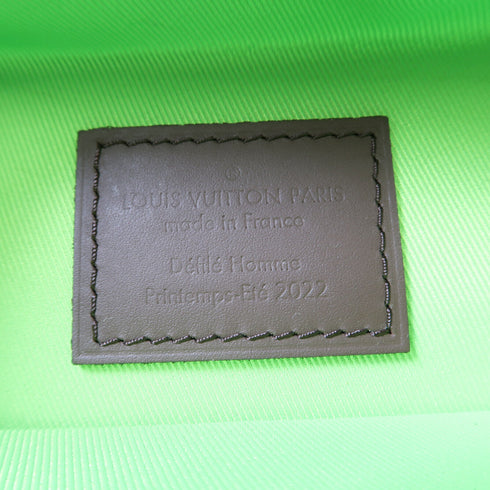 ®
LOUIS VUITTON PARIS
made in France
Défilé Homme
Printemps-Eté 2022